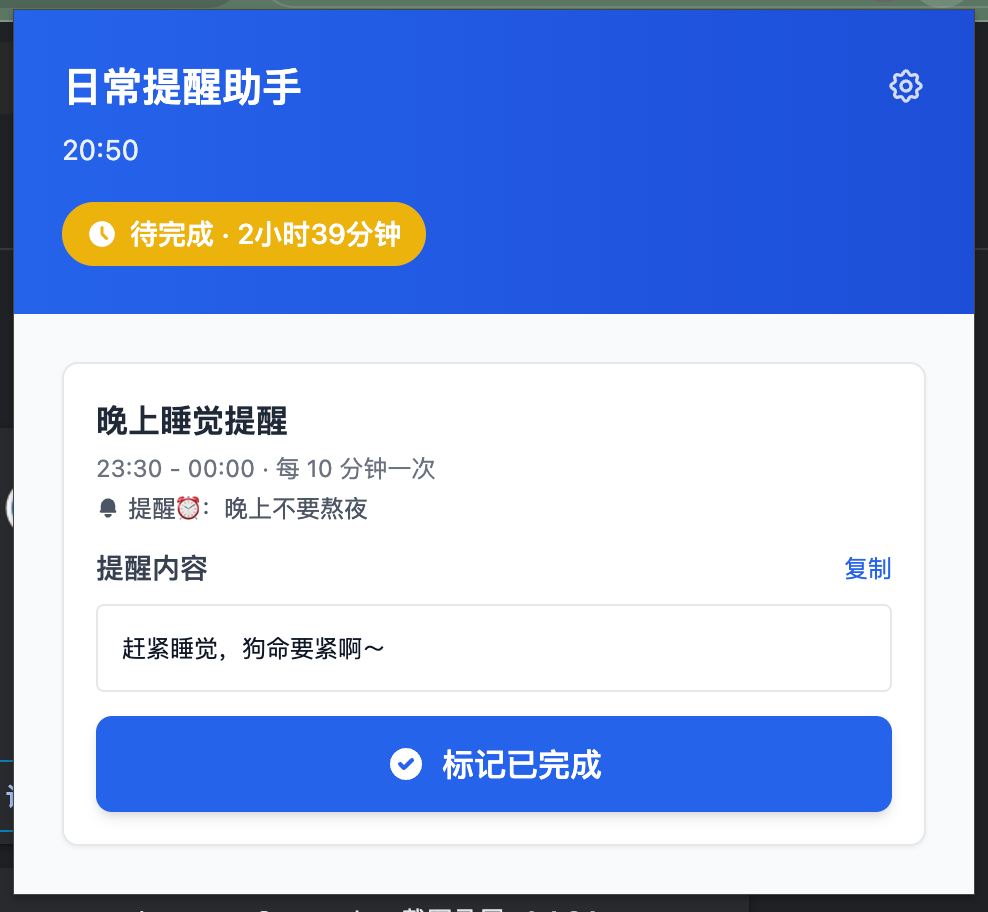 日常提醒助手
20:50
待完成 · 2小时39分钟
晚上睡觉提醒
23:30 - 00:00 · 每 10 分钟一次
提醒⏰：晚上不要熬夜
提醒内容
复制
赶紧睡觉，狗命要紧啊～
标记已完成